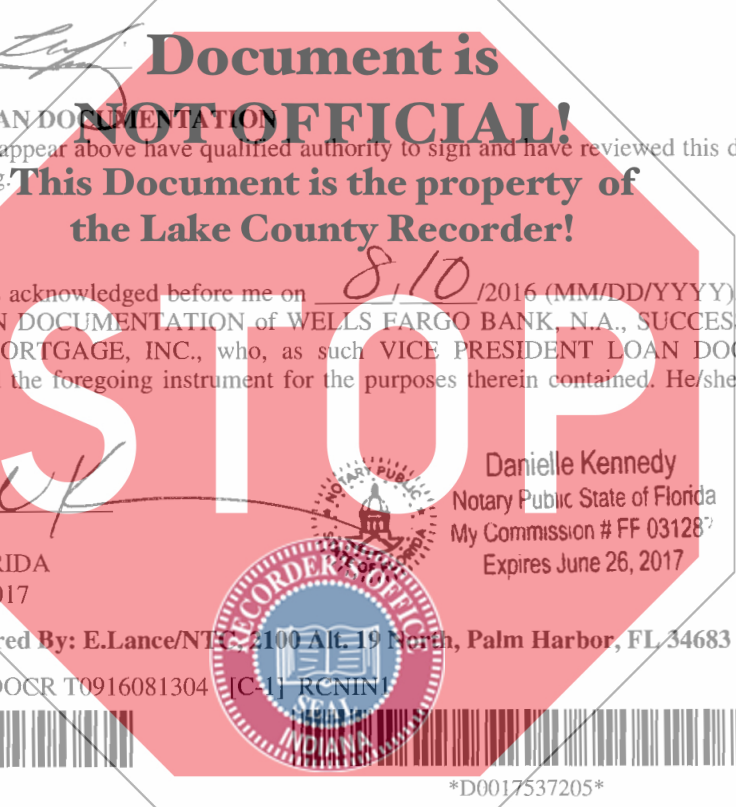 Document is
NOT OFFICIAL!
AN DOCUMENTATION
appear above have qualified authority to sign and have reviewed this d
g.
This Document is the property of
the Lake County Recorder!
acknowledged before me on 8/10/2016 (MM/DD/YYYY)
N DOCUMENTATION of WELLS FARGO BANK, N.A., SUCCES
ORTGAGE, INC., who, as such VICE PRESIDENT LOAN DOC
the foregoing instrument for the purposes therein contained. He/she
STOP
NOTARY PUBLIC
STATE OF FLORIDA
Danielle Kennedy
Notary Public State of Florida
My Commission # FF 031287
Expires June 26, 2017
RIDA
017
RECORDER'S OFFICE
SEAL
INDIANA
red By: E.Lance/NTC, 2100 Alt. 19 North, Palm Harbor, FL 34683
DOCR T0916081304 [C-1] RCNIN1
*D0017537205*